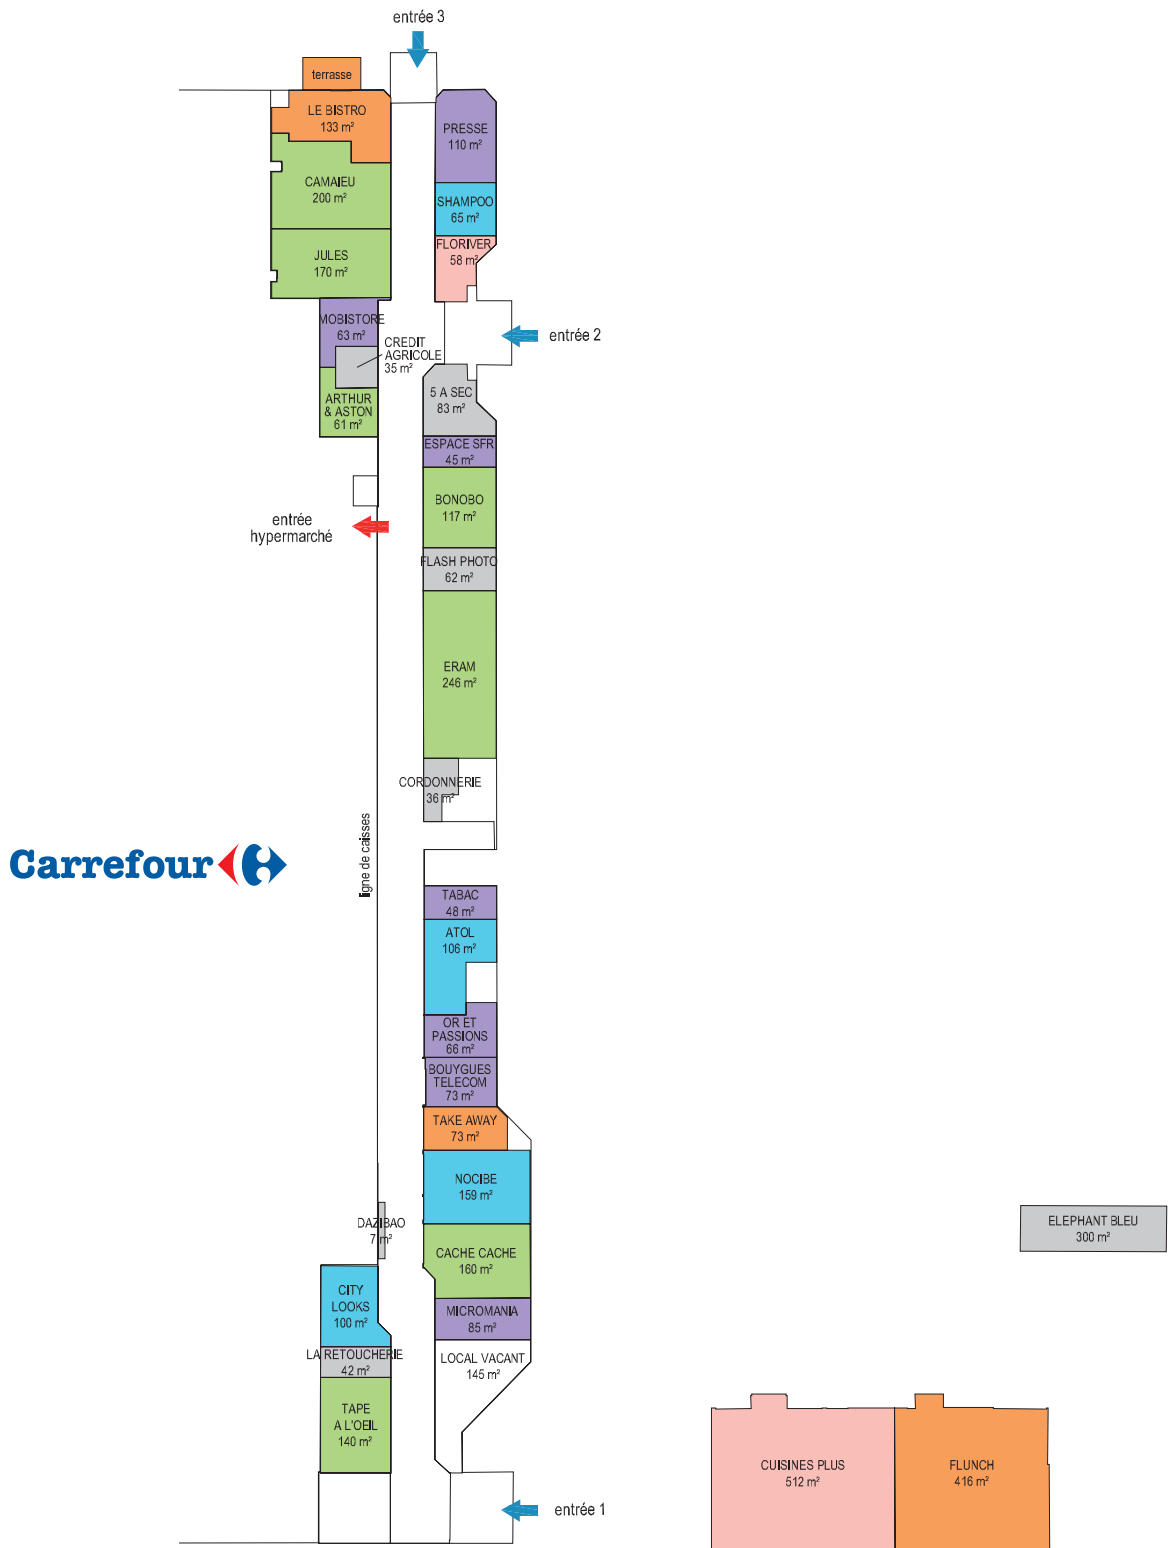 entrée 3
terrasse
LE BISTRO
133 m²
PRESSE
110 m²
CAMAIEU
200 m²
SHAMPOO
65 m²
FLORIVER
58 m²
JULES
170 m²
MOBISTORE
63 m²
entrée 2
CREDIT
AGRICOLE
35 m²
ARTHUR
& ASTON
61 m²
5 A SEC
83 m²
ESPACE SFR
45 m²
BONOBO
117 m²
entrée
hypermarché
FLASH PHOTO
62 m²
ERAM
246 m²
CORDONNERIE
36 m²
ligne de caisses
Carrefour
TABAC
48 m²
ATOL
106 m²
OR ET
PASSIONS
66 m²
BOUYGUES
TELECOM
73 m²
TAKE AWAY
73 m²
NOCIBE
159 m²
DAZIBAO
7 m²
ELEPHANT BLEU
300 m²
CACHE CACHE
160 m²
CITY
LOOKS
100 m²
MICROMANIA
85 m²
LA RETOUCHERIE
42 m²
LOCAL VACANT
145 m²
TAPE
A L'OEIL
140 m²
CUISINES PLUS
512 m²
FLUNCH
416 m²
entrée 1